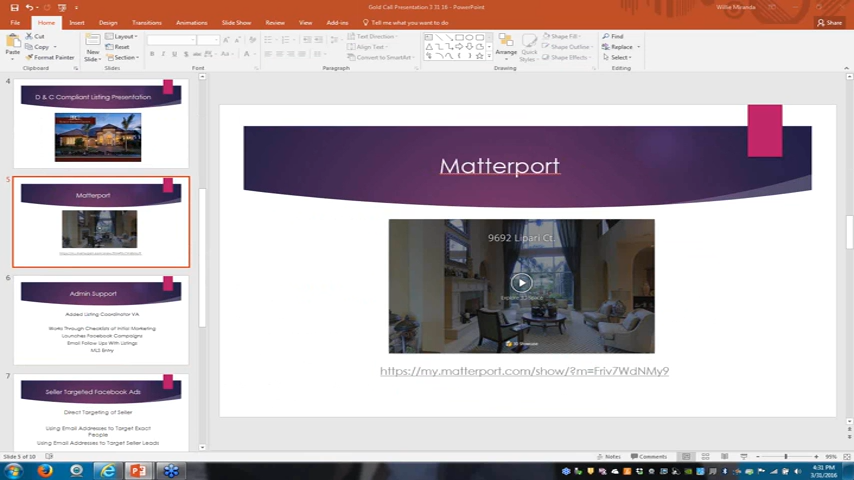 Gold Call Presentation 3 31 16 - PowerPoint
Willie Miranda
File
Home
Insert
Design
Transitions
Animations
Slide Show
Review
View
Add-ins
Tell me what you want to do
Share
Cut
Copy
Format Painter
Paste
Clipboard
New Slide
Layout
Reset
Section
Slides
Font
Text Direction
Align Text
Convert to SmartArt
Paragraph
Arrange
Quick Styles
Shape Fill
Shape Outline
Shape Effects
Drawing
Find
Replace
Select
Editing
4
D & C Compliant Listing Presentation
5
Matterport
6
Admin Support
Added Listing Coordinator VA
Works Through Checklists of Initial Marketing
Launches Facebook Campaigns
Email Follow Ups With Listings
MLS Entry
7
Seller Targeted Facebook Ads
Direct Targeting of Seller
Using Email Addresses to Target Exact
People
Using Email Addresses to Target Seller Leads
Matterport
9692 Lipari Ct.
https://my.matterport.com/show/?m=Friv7WdNMy9
Slide 5 of 10
Notes
Comments
95%
4:31 PM
3/31/2016